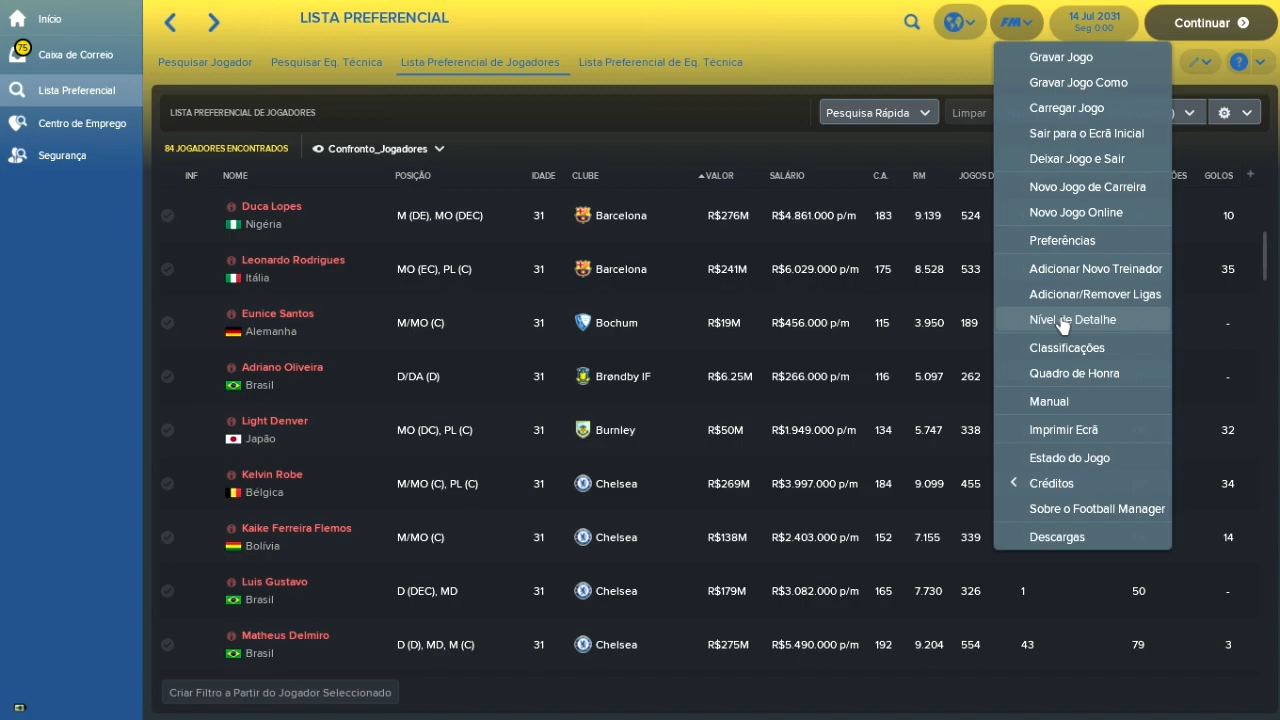 Início
75
Caixa de Correio
Lista Preferencial
Centro de Emprego
Segurança
LISTA PREFERENCIAL
FM
14 Jul 2031
Seg 0:00
Continuar
Pesquisar Jogador
Pesquisar Eq. Técnica
Lista Preferencial de Jogadores
Lista Preferencial de Eq. Técnica
?
LISTA PREFERENCIAL DE JOGADORES
Pesquisa Rápida
Limpar
)
84 JOGADORES ENCONTRADOS
Confronto_Jogadores
INF NOME POSIÇÃO IDADE CLUBE VALOR SALÁRIO C.A. RM JOGOS D ES GOLOS +
Duca Lopes
Nigéria
M (DE), MO (DEC) 31 Barcelona R$276M R$4.861.000 p/m 183 9.139 524 10
Leonardo Rodrigues
Itália
MO (EC), PL (C) 31 Barcelona R$241M R$6.029.000 p/m 175 8.528 533 35
Eunice Santos
Alemanha
M/MO (C) 31 Bochum R$19M R$456.000 p/m 115 3.950 189 -
Adriano Oliveira
Brasil
D/DA (D) 31 Brøndby IF R$6.25M R$266.000 p/m 116 5.097 262 -
Light Denver
Japão
MO (DC), PL (C) 31 Burnley R$50M R$1.949.000 p/m 134 5.747 338 32
Kelvin Robe
Bélgica
M/MO (C), PL (C) 31 Chelsea R$269M R$3.997.000 p/m 184 9.099 455 34
Kaike Ferreira Flemos
Bolívia
M/MO (C) 31 Chelsea R$138M R$2.403.000 p/m 152 7.155 339 14
Luis Gustavo
Brasil
D (DEC), MD 31 Chelsea R$179M R$3.082.000 p/m 165 7.730 326 1 50 -
Matheus Delmiro
Brasil
D (D), MD, M (C) 31 Chelsea R$275M R$5.490.000 p/m 192 9.204 554 43 79 3
Criar Filtro a Partir do Jogador Seleccionado
Gravar Jogo
Gravar Jogo Como
Carregar Jogo
Sair para o Ecrã Inicial
Deixar Jogo e Sair
Novo Jogo de Carreira
Novo Jogo Online
Preferências
Adicionar Novo Treinador
Adicionar/Remover Ligas
Nível de Detalhe
Classificações
Quadro de Honra
Manual
Imprimir Ecrã
Estado do Jogo
Créditos
Sobre o Football Manager
Descargas